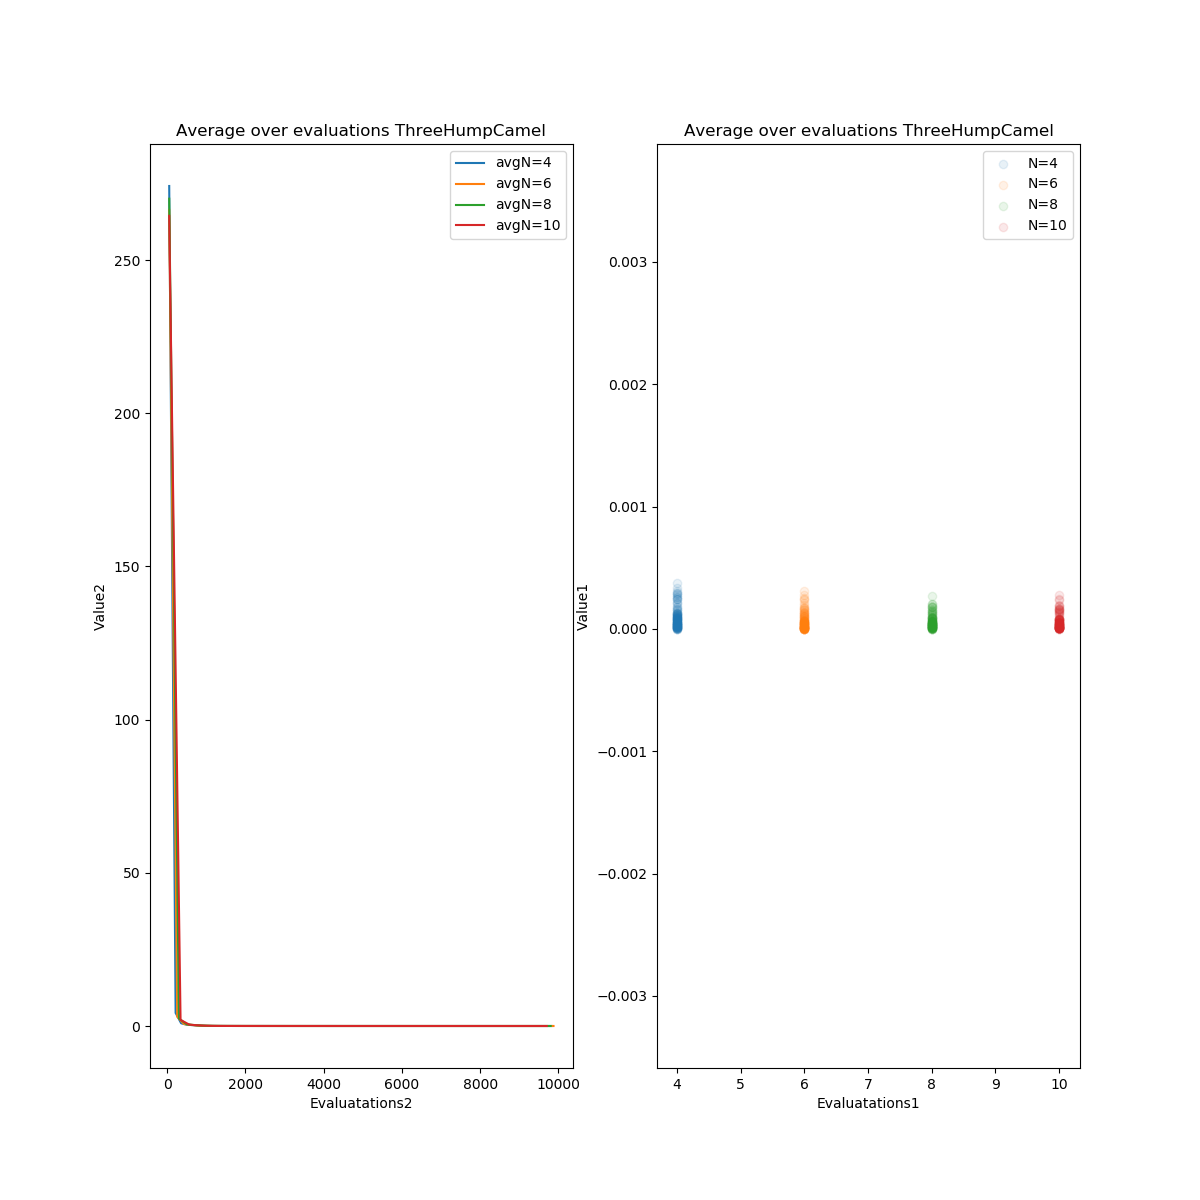 Average over evaluations ThreeHumpCamel
avgN=4
avgN=6
avgN=8
avgN=10
250
200
150
100
50
0
Value2
0 2000 4000 6000 8000 10000
Evaluatations2
Average over evaluations ThreeHumpCamel
N=4
N=6
N=8
N=10
0.003
0.002
0.001
0.000
−0.001
−0.002
−0.003
Value1
4 5 6 7 8 9 10
Evaluatations1